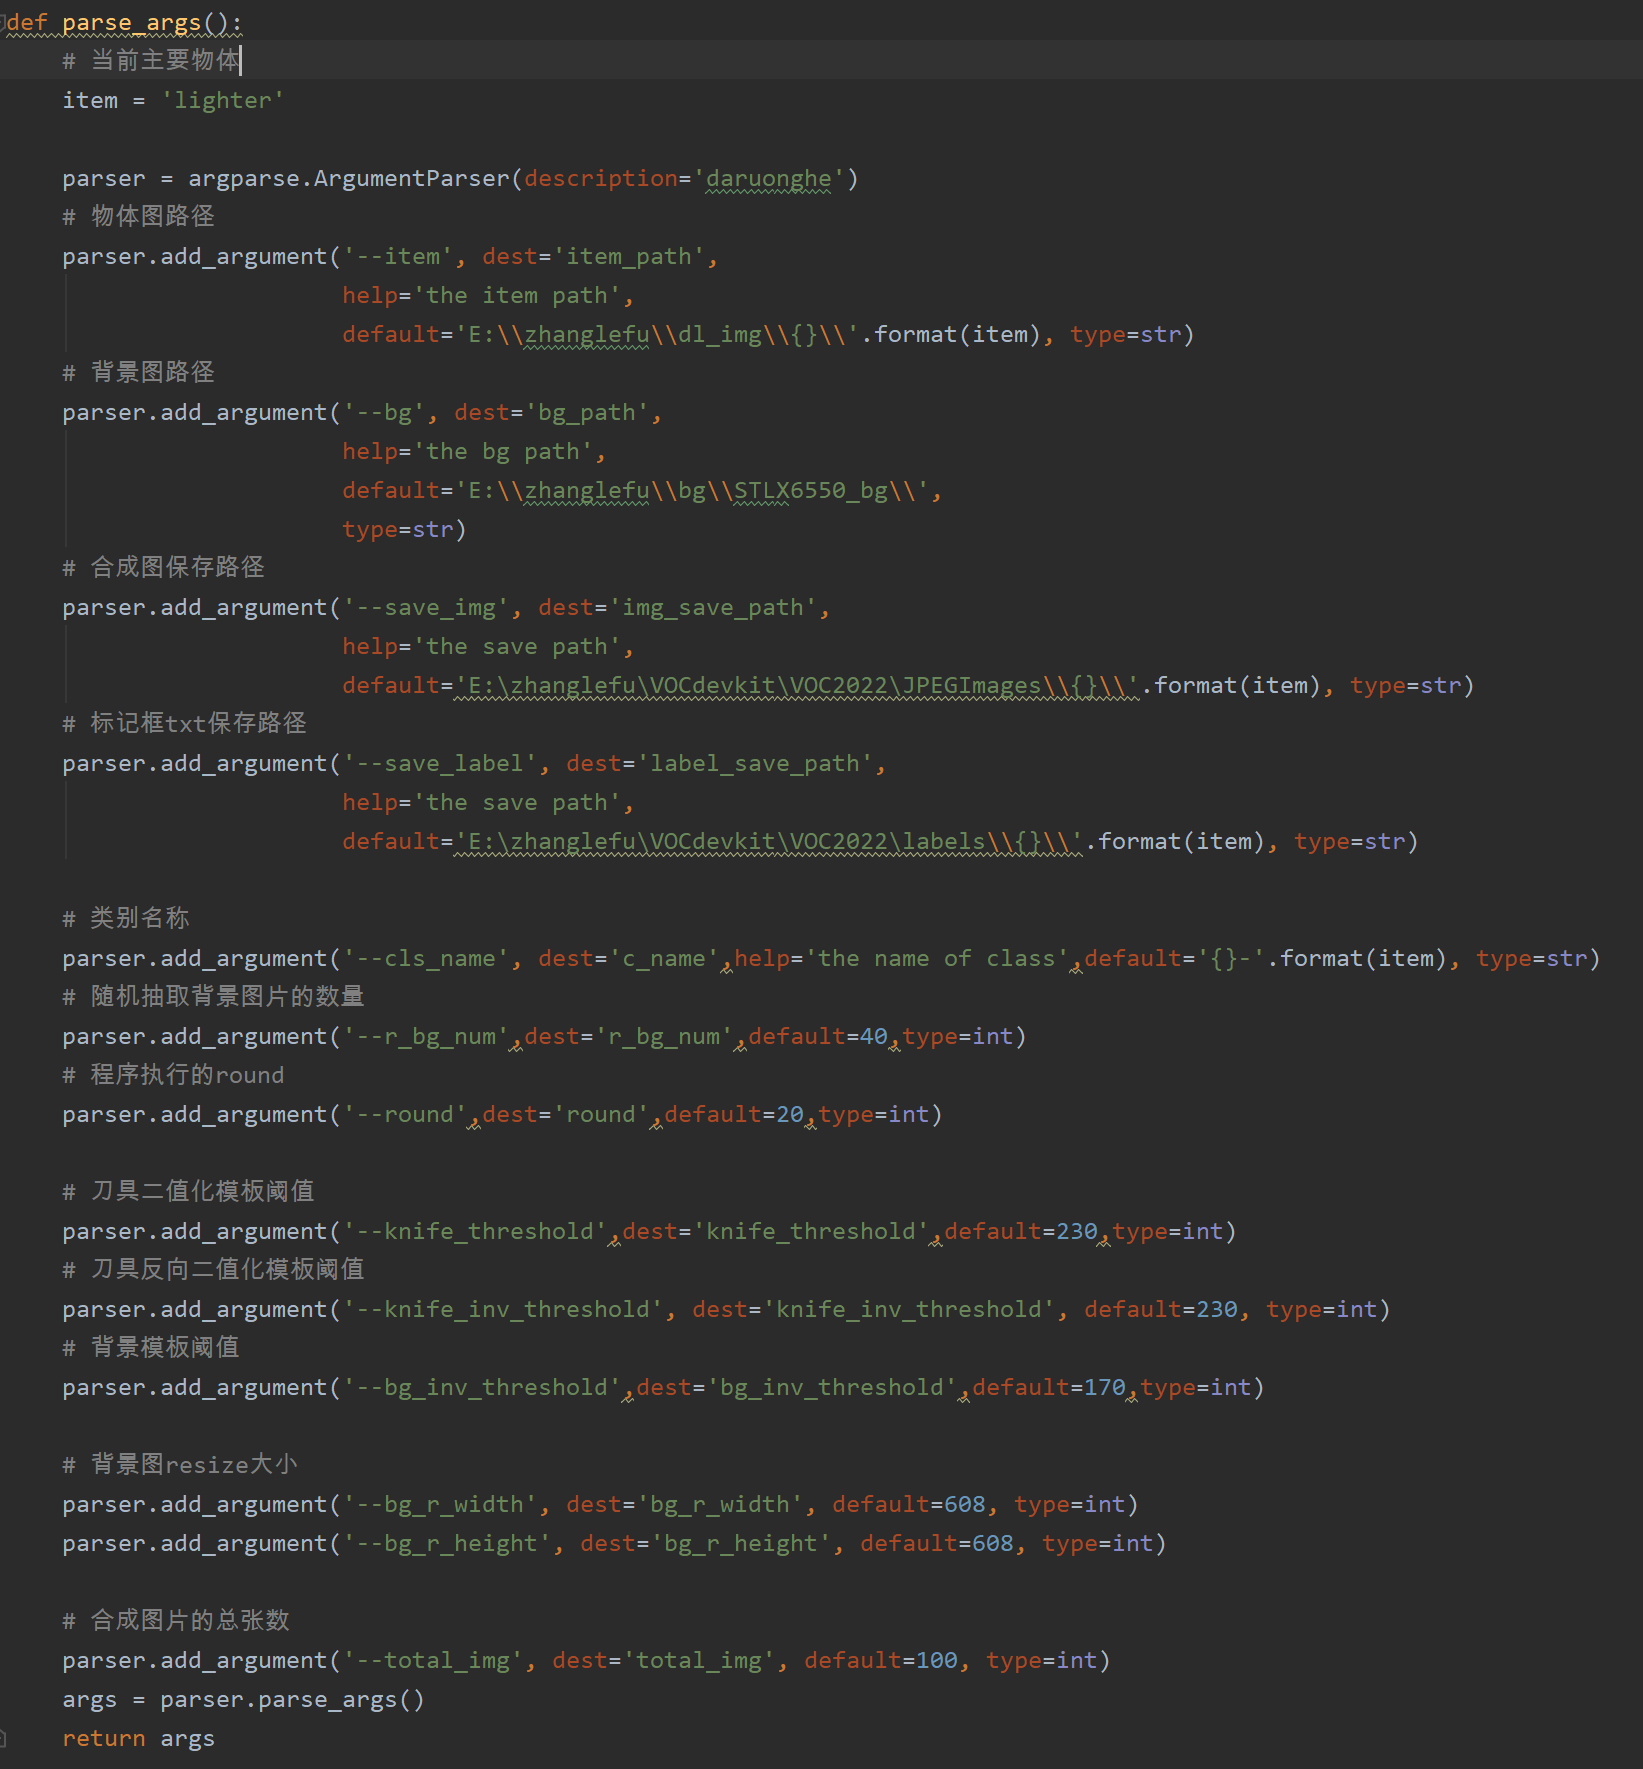 def parse_args():
    # 当前主要物体
    item = 'lighter'

    parser = argparse.ArgumentParser(description='daruonghe')
    # 物体图路径
    parser.add_argument('--item', dest='item_path',
                        help='the item path',
                        default='E:\\zhanglefu\\dl_img\\{}\\'.format(item), type=str)
    # 背景图路径
    parser.add_argument('--bg', dest='bg_path',
                        help='the bg path',
                        default='E:\\zhanglefu\\bg\\STLX6550_bg\\',
                        type=str)
    # 合成图保存路径
    parser.add_argument('--save_img', dest='img_save_path',
                        help='the save path',
                        default='E:\zhanglefu\VOCdevkit\VOC2022\JPEGImages\\{}\\'.format(item), type=str)
    # 标记框txt保存路径
    parser.add_argument('--save_label', dest='label_save_path',
                        help='the save path',
                        default='E:\zhanglefu\VOCdevkit\VOC2022\labels\\{}\\'.format(item), type=str)

    # 类别名称
    parser.add_argument('--cls_name', dest='c_name',help='the name of class',default='{}-'.format(item), type=str)
    # 随机抽取背景图片的数量
    parser.add_argument('--r_bg_num',dest='r_bg_num',default=40,type=int)
    # 程序执行的round
    parser.add_argument('--round',dest='round',default=20,type=int)

    # 刀具二值化模板阈值
    parser.add_argument('--knife_threshold',dest='knife_threshold',default=230,type=int)
    # 刀具反向二值化模板阈值
    parser.add_argument('--knife_inv_threshold', dest='knife_inv_threshold', default=230, type=int)
    # 背景模板阈值
    parser.add_argument('--bg_inv_threshold',dest='bg_inv_threshold',default=170,type=int)

    # 背景图resize大小
    parser.add_argument('--bg_r_width', dest='bg_r_width', default=608, type=int)
    parser.add_argument('--bg_r_height', dest='bg_r_height', default=608, type=int)

    # 合成图片的总张数
    parser.add_argument('--total_img', dest='total_img', default=100, type=int)
    args = parser.parse_args()
    return args